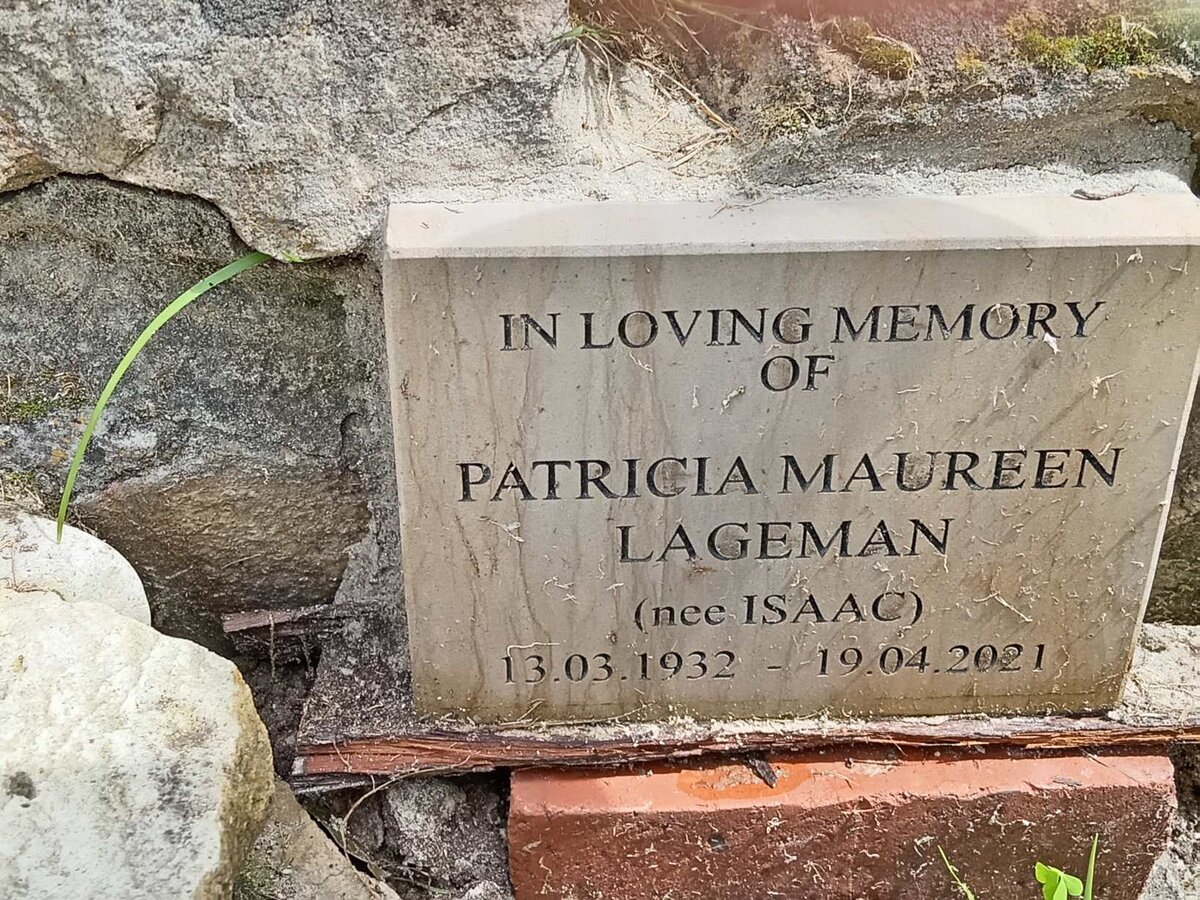 IN LOVING MEMORY
OF
PATRICIA MAUREEN
LAGEMAN
(nee ISAAC)
13.03.1932 - 19.04.2021